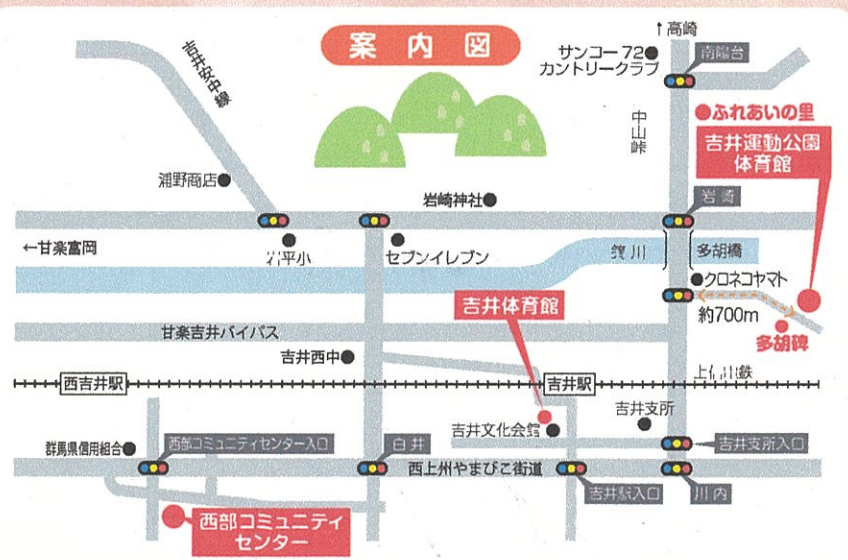 案内図
↑高崎
サンコー72
カントリークラブ
南陽台
吉井安中線
中山峠
ふれあいの里
吉井運動公園
体育館
浦野商店
岩崎神社
岩崎
←甘楽富岡
岩平小
セブンイレブン
鏑川
多胡橋
クロネコヤマト
吉井体育館
約700m
甘楽吉井バイパス
多胡碑
吉井西中
上信電鉄
西吉井駅
吉井駅
吉井支所
吉井文化会館
群馬県信用組合
西部コミュニティセンター入口
白井
吉井支所入口
西上州やまびこ街道
吉井駅入口
川内
西部コミュニティ
センター